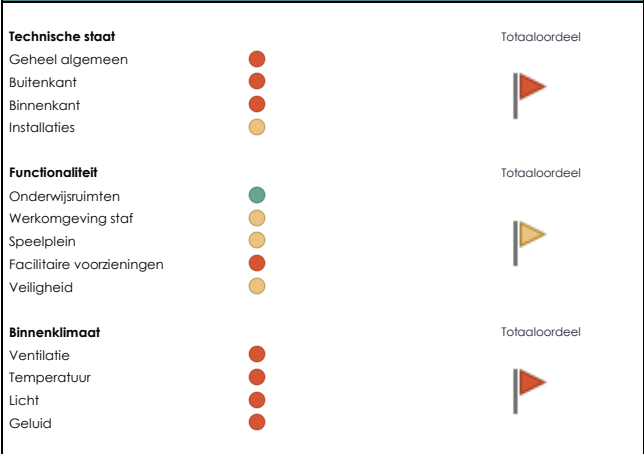 Technische staat Totaaloordeel
Geheel algemeen
Buitenkant
Binnenkant
Installaties
Functionaliteit Totaaloordeel
Onderwijsruimten
Werkomgeving staf
Speelplein
Facilitaire voorzieningen
Veiligheid
Binnenklimaat Totaaloordeel
Ventilatie
Temperatuur
Licht
Geluid